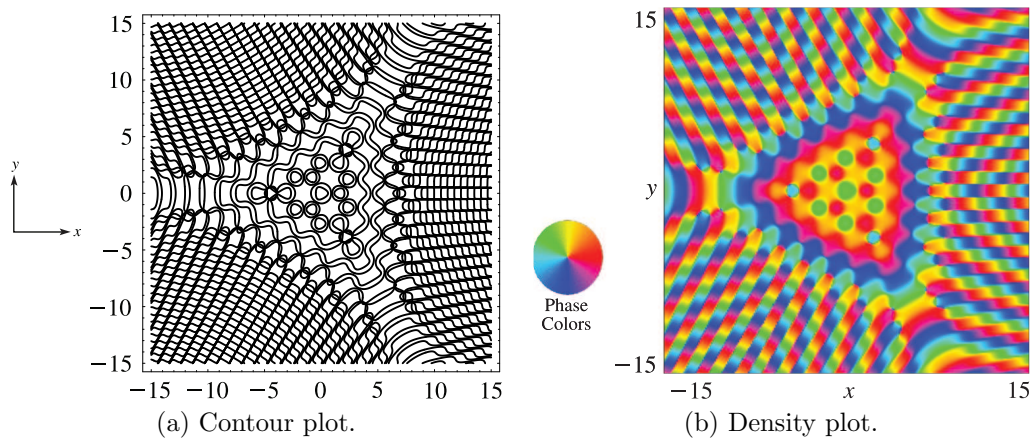 15
10
5
0
−5
−10
−15
−15 −10 −5 0 5 10 15
y
x
(a) Contour plot.
Phase
Colors
15
y
−15
−15 x 15
(b) Density plot.